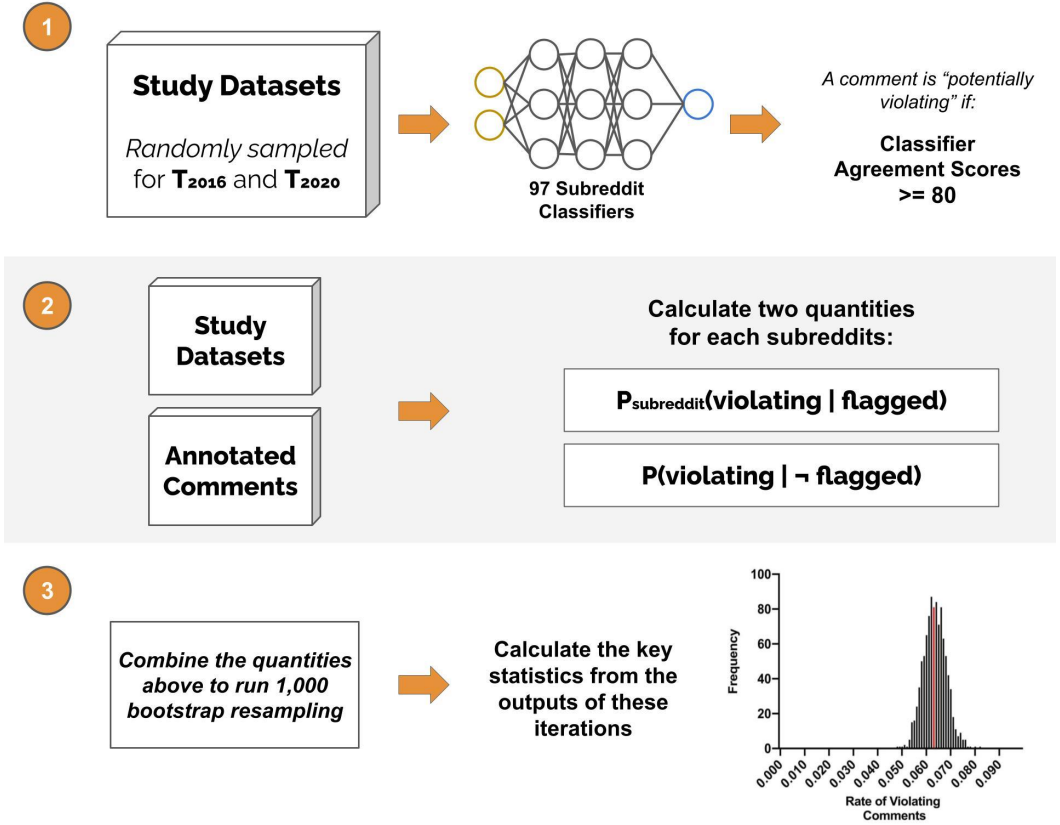 1
Study Datasets
Randomly sampled
for T2016 and T2020
97 Subreddit
Classifiers
A comment is “potentially
violating” if:
Classifier
Agreement Scores
>= 80
2
Study
Datasets
Annotated
Comments
Calculate two quantities
for each subreddits:
Psubreddit(violating | flagged)
P(violating | ¬ flagged)
3
Combine the quantities
above to run 1,000
bootstrap resampling
Calculate the key
statistics from the
outputs of these
iterations
Frequency
100
80
60
40
20
0
0.000
0.010
0.020
0.030
0.040
0.050
0.060
0.070
0.080
0.090
Rate of Violating
Comments